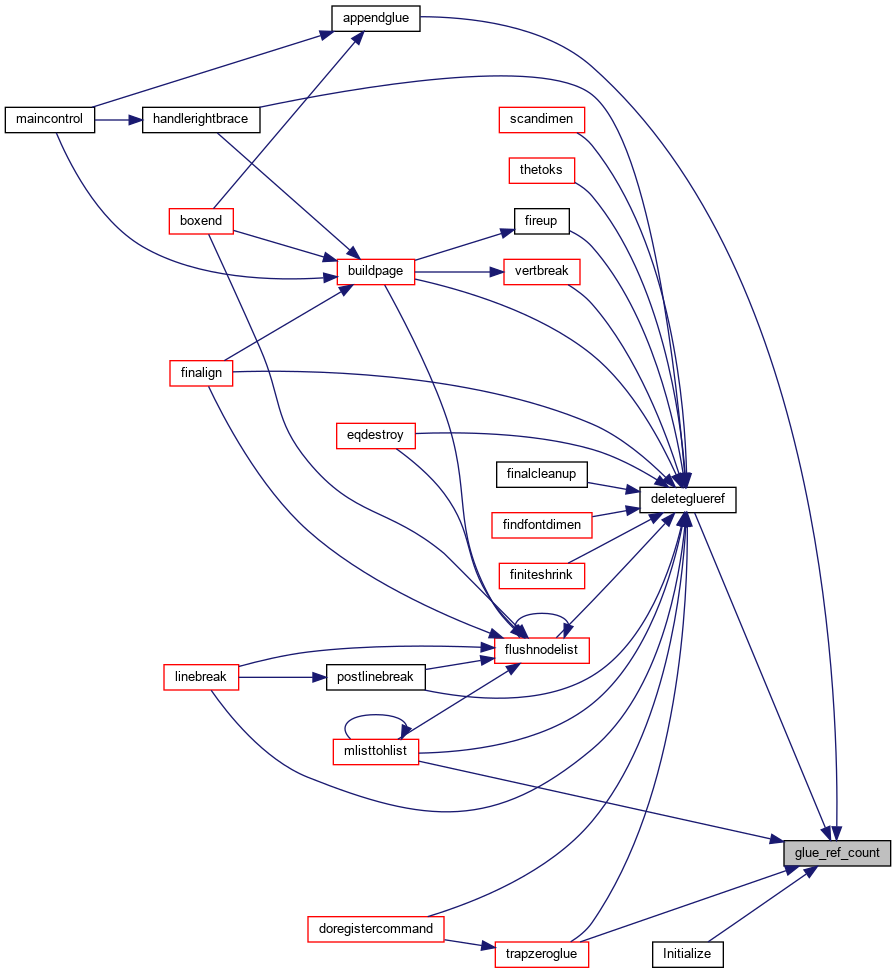 appendglue
maincontrol
handlerightbrace
scandimen
thetoks
boxend
fireup
buildpage
vertbreak
finalign
eqdestroy
finalcleanup
deleteglueref
findfontdimen
finiteshrink
flushnodelist
linebreak
postlinebreak
mlisttohlist
glue_ref_count
doregistercommand
trapzeroglue
Initialize